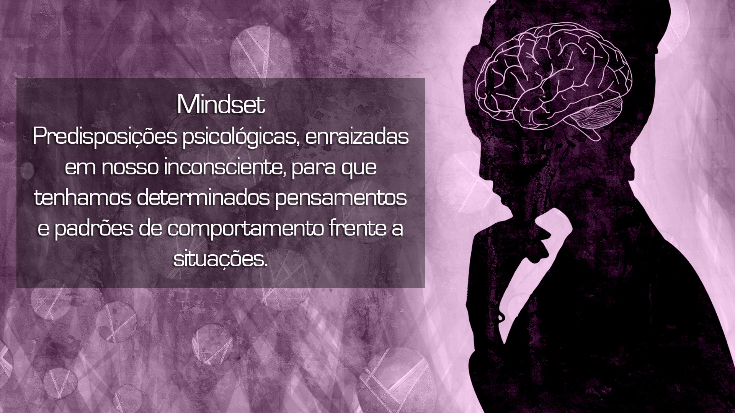 Mindset
Predisposições psicológicas, enraizadas
em nosso inconsciente, para que
tenhamos determinados pensamentos
e padrões de comportamento frente a
situações.